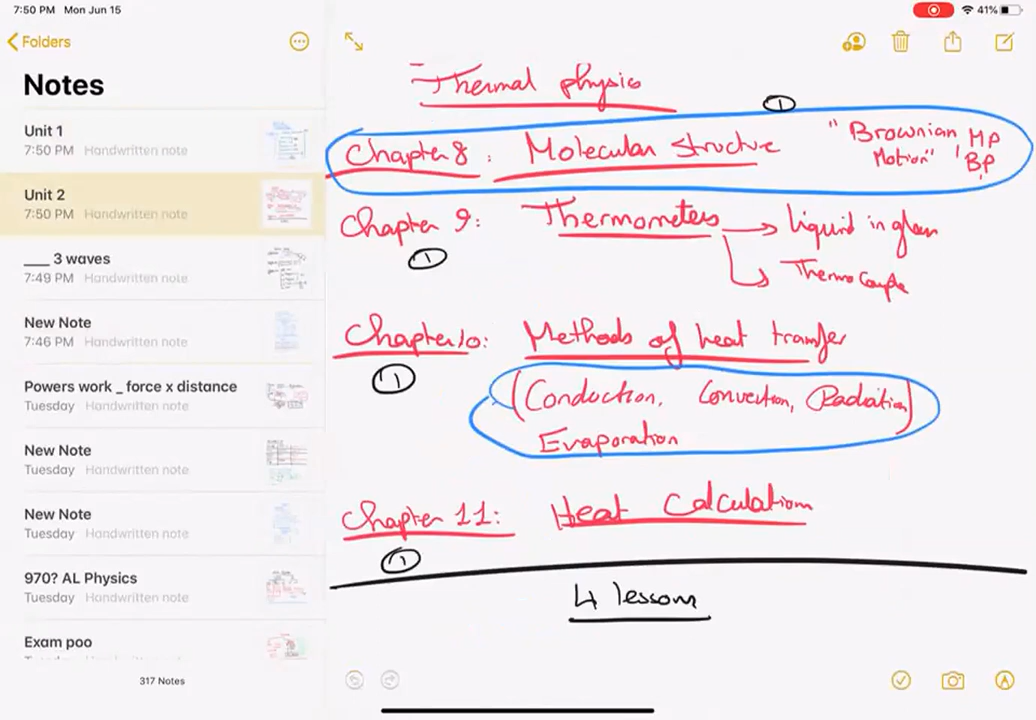 7:50 PM Mon Jun 15
41%
Folders
Notes
Unit 1
7:50 PM Handwritten note
Unit 2
7:50 PM Handwritten note
___ 3 waves
7:49 PM Handwritten note
New Note
7:46 PM Handwritten note
Powers work _ force x distance
Tuesday Handwritten note
New Note
Tuesday Handwritten note
New Note
Tuesday Handwritten note
970? AL Physics
Tuesday Handwritten note
Exam poo
317 Notes
Thermal physics
1
Chapter 8 : Molecular Structure "Brownian Motion" , MP BP
Chapter 9: Thermometers → Liquid in glass
1
→ Thermocouple
Chapter 10: Methods of heat transfer
1
(Conduction, Convection, Radiation)
Evaporation
Chapter 11: Heat Calculation
1
4 lesson